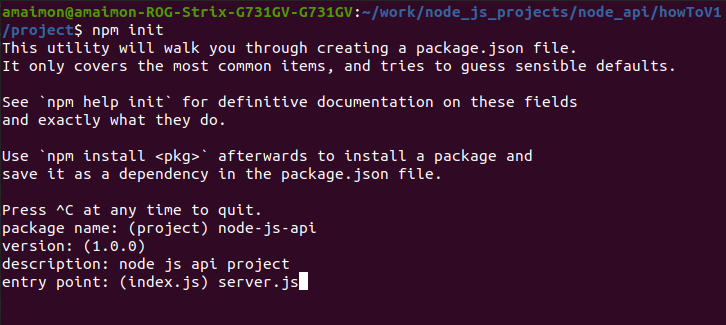 amaimon@amaimon-ROG-Strix-G731GV-G731GV:~/work/node_js_projects/node_api/howToV1
/project$ npm init
This utility will walk you through creating a package.json file.
It only covers the most common items, and tries to guess sensible defaults.
See `npm help init` for definitive documentation on these fields
and exactly what they do.
Use `npm install <pkg>` afterwards to install a package and
save it as a dependency in the package.json file.
Press ^C at any time to quit.
package name: (project) node-js-api
version: (1.0.0)
description: node js api project
entry point: (index.js) server.js